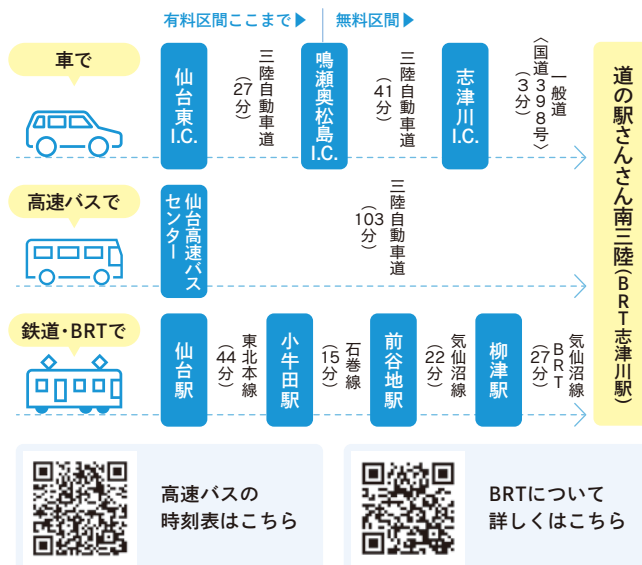 有料区間ここまで▶
無料区間▶
車で
仙台東I.C.
三陸自動車道
(27分)
鳴瀬奥松島I.C.
三陸自動車道
(41分)
志津川I.C.
一般道
〈国道398号〉
(3分)
高速バスで
仙台高速バス
センター
三陸自動車道
(103分)
鉄道・BRTで
仙台駅
東北本線
(44分)
小牛田駅
石巻線
(15分)
前谷地駅
気仙沼線
(22分)
柳津駅
気仙沼線
BRT
(27分)
道の駅さんさん南三陸(BRT志津川駅)
高速バスの
時刻表はこちら
BRTについて
詳しくはこちら